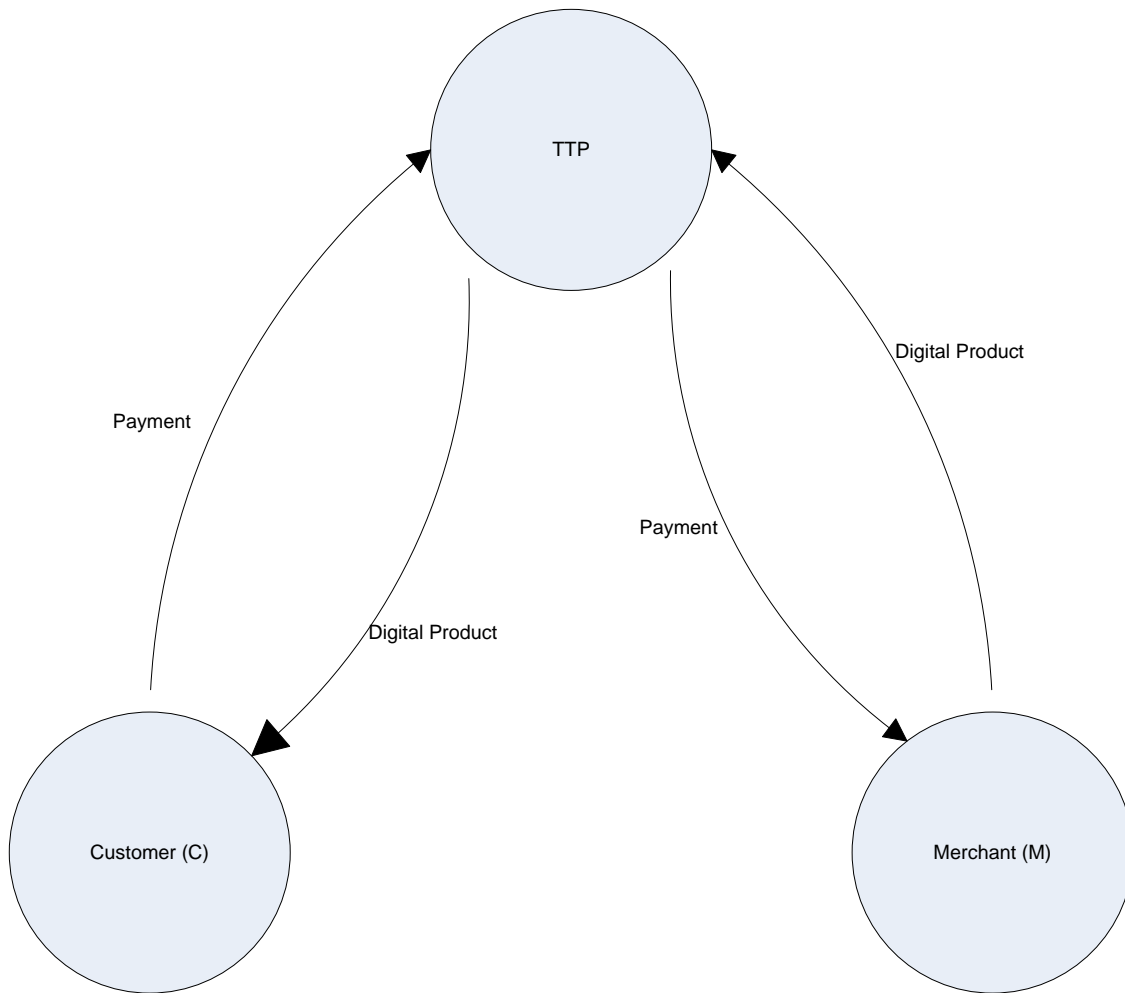 TTP
Digital Product
Payment
Payment
Digital Product
Customer (C)
Merchant (M)